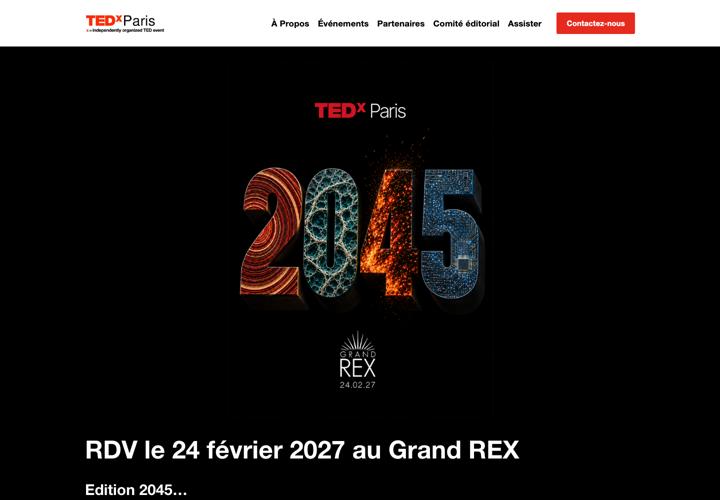 TEDxParis
x = independently organized TED event
À Propos Événements Partenaires Comité éditorial Assister Contactez-nous
TEDx Paris
2045
GRAND
REX
24.02.27
RDV le 24 février 2027 au Grand REX
Edition 2045...